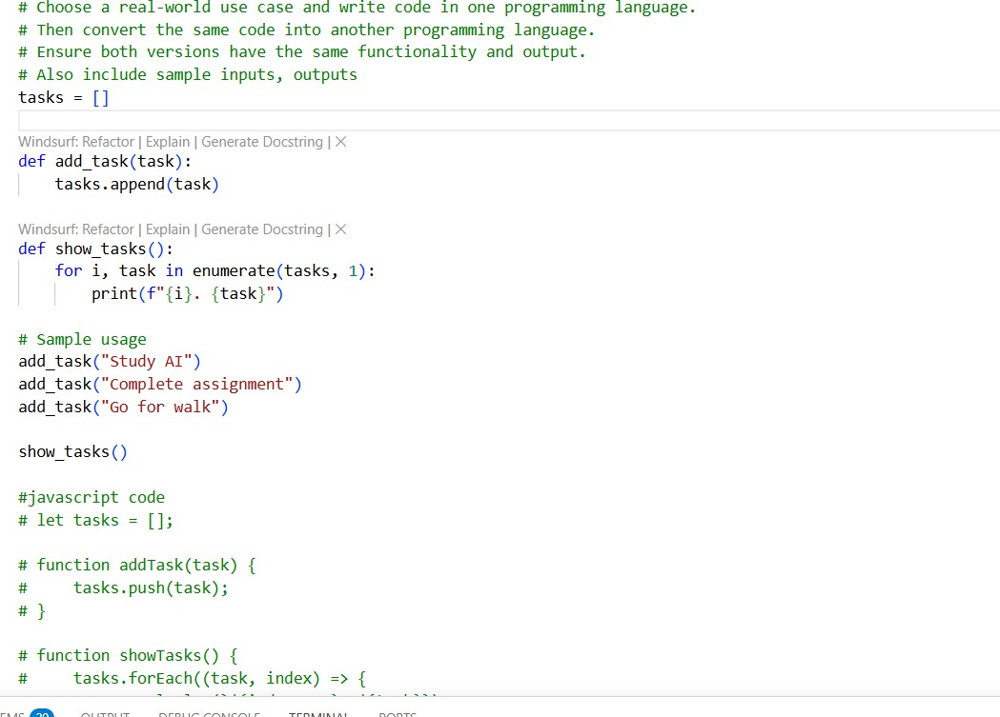 # Choose a real-world use case and write code in one programming language.
# Then convert the same code into another programming language.
# Ensure both versions have the same functionality and output.
# Also include sample inputs, outputs
tasks = []
Windsurf: Refactor | Explain | Generate Docstring | ×
def add_task(task):
    tasks.append(task)
Windsurf: Refactor | Explain | Generate Docstring | ×
def show_tasks():
    for i, task in enumerate(tasks, 1):
        print(f"{i}. {task}")
# Sample usage
add_task("Study AI")
add_task("Complete assignment")
add_task("Go for walk")
show_tasks()
#javascript code
# let tasks = [];
# function addTask(task) {
#     tasks.push(task);
# }
# function showTasks() {
#     tasks.forEach((task, index) => {
OUTPUT DEBUG CONSOLE TERMINAL PORTS